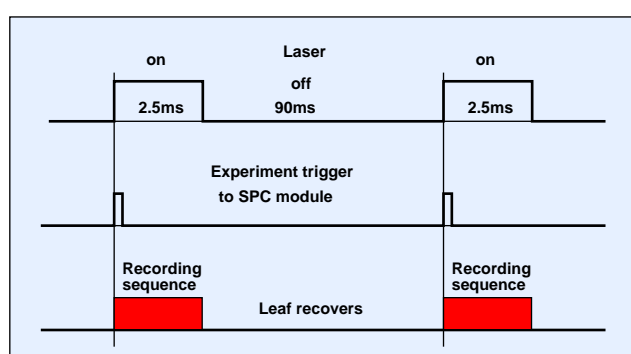 Laser
on
on
off
2.5ms
90ms
2.5ms
Experiment trigger
to SPC module
Recording
sequence
Recording
sequence
Leaf recovers